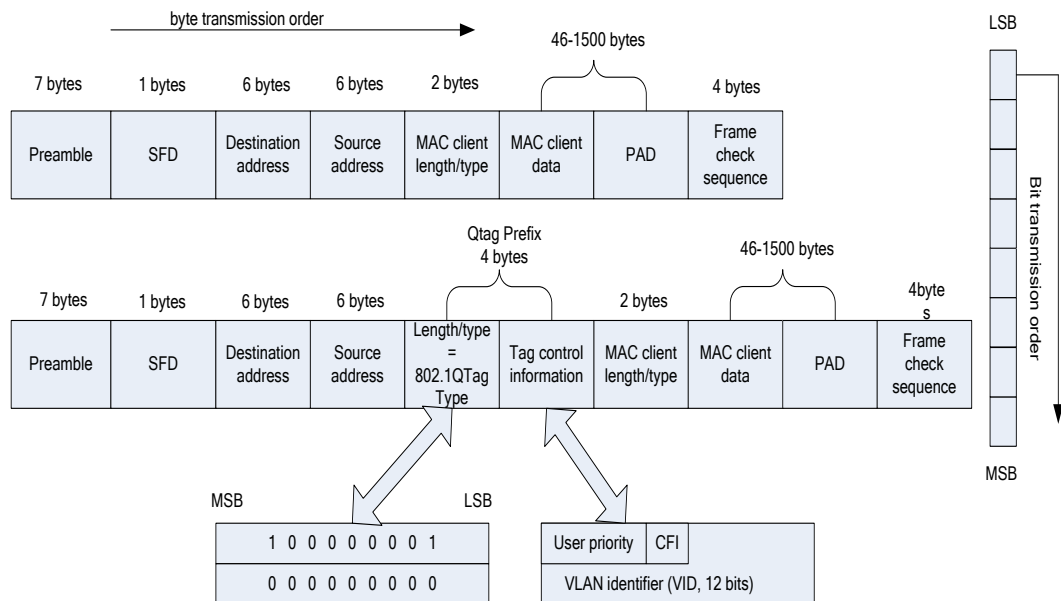 byte transmission order
LSB
46-1500 bytes
7 bytes
1 bytes
6 bytes
6 bytes
2 bytes
4 bytes
Preamble
SFD
Destination
address
Source
address
MAC client
length/type
MAC client
data
PAD
Frame
check
sequence
Bit transmission order
Qtag Prefix
4 bytes
46-1500 bytes
7 bytes
1 bytes
6 bytes
6 bytes
2 bytes
4byte
s
Preamble
SFD
Destination
address
Source
address
Length/type
=
802.1QTag
Type
Tag control
information
MAC client
length/type
MAC client
data
PAD
Frame
check
sequence
MSB
MSB
LSB
1 0 0 0 0 0 0 0 1
0 0 0 0 0 0 0 0 0
User priority
CFI
VLAN identifier (VID, 12 bits)